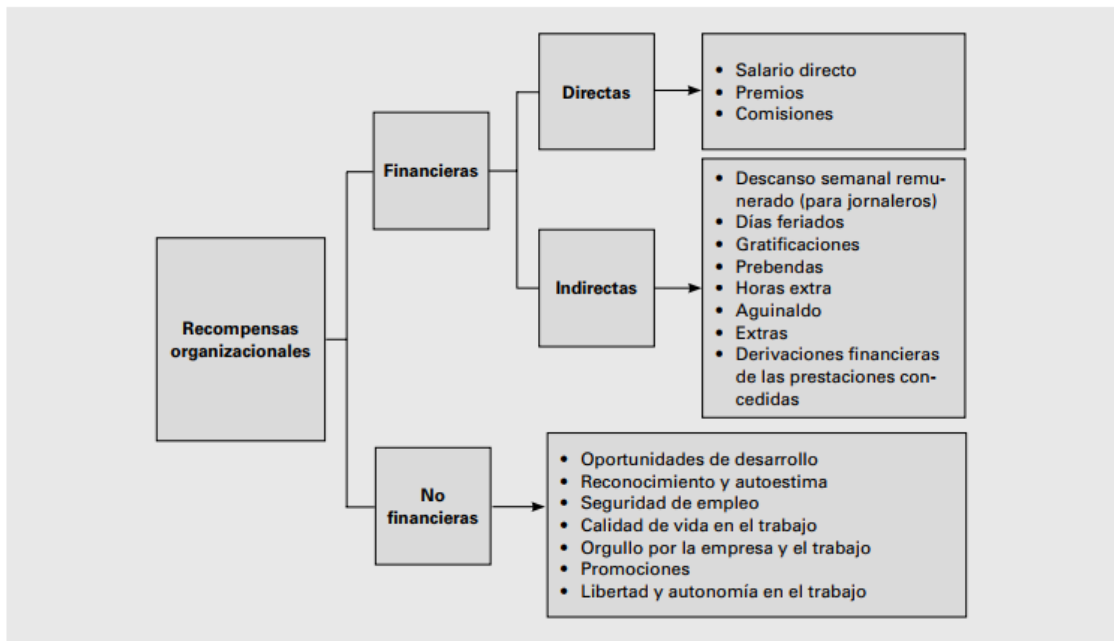 Recompensas
organizacionales
Financieras
Directas
• Salario directo
• Premios
• Comisiones
Indirectas
• Descanso semanal remu-
nerado (para jornaleros)
• Días feriados
• Gratificaciones
• Prebendas
• Horas extra
• Aguinaldo
• Extras
• Derivaciones financieras
de las prestaciones con-
cedidas
No
financieras
• Oportunidades de desarrollo
• Reconocimiento y autoestima
• Seguridad de empleo
• Calidad de vida en el trabajo
• Orgullo por la empresa y el trabajo
• Promociones
• Libertad y autonomía en el trabajo